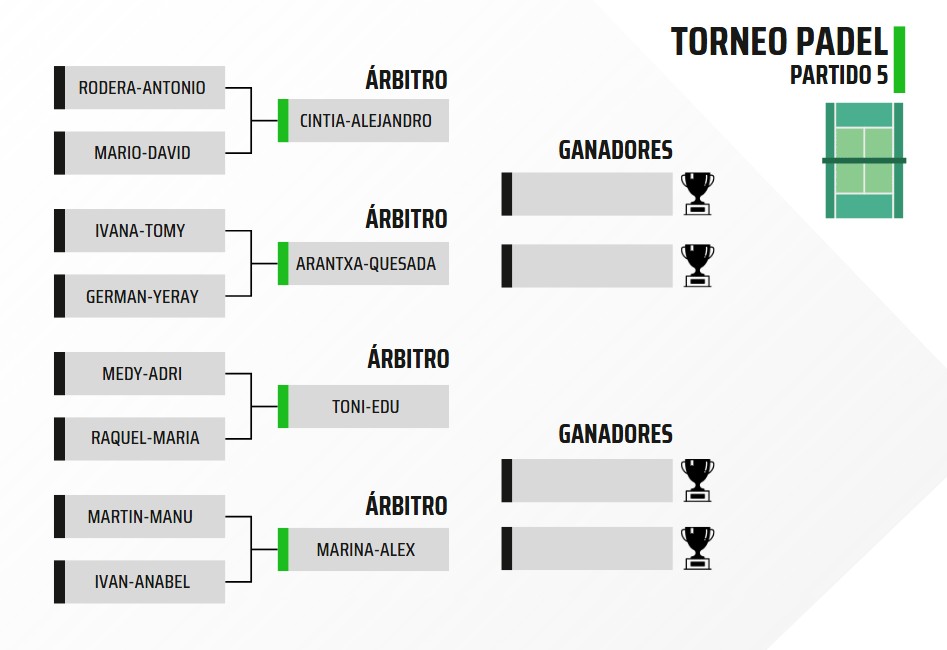 TORNEO PADEL
PARTIDO 5
RODERA-ANTONIO
MARIO-DAVID
ÁRBITRO
CINTIA-ALEJANDRO
IVANA-TOMY
GERMAN-YERAY
ÁRBITRO
ARANTXA-QUESADA
MEDY-ADRI
RAQUEL-MARIA
ÁRBITRO
TONI-EDU
MARTIN-MANU
IVAN-ANABEL
ÁRBITRO
MARINA-ALEX
GANADORES
GANADORES